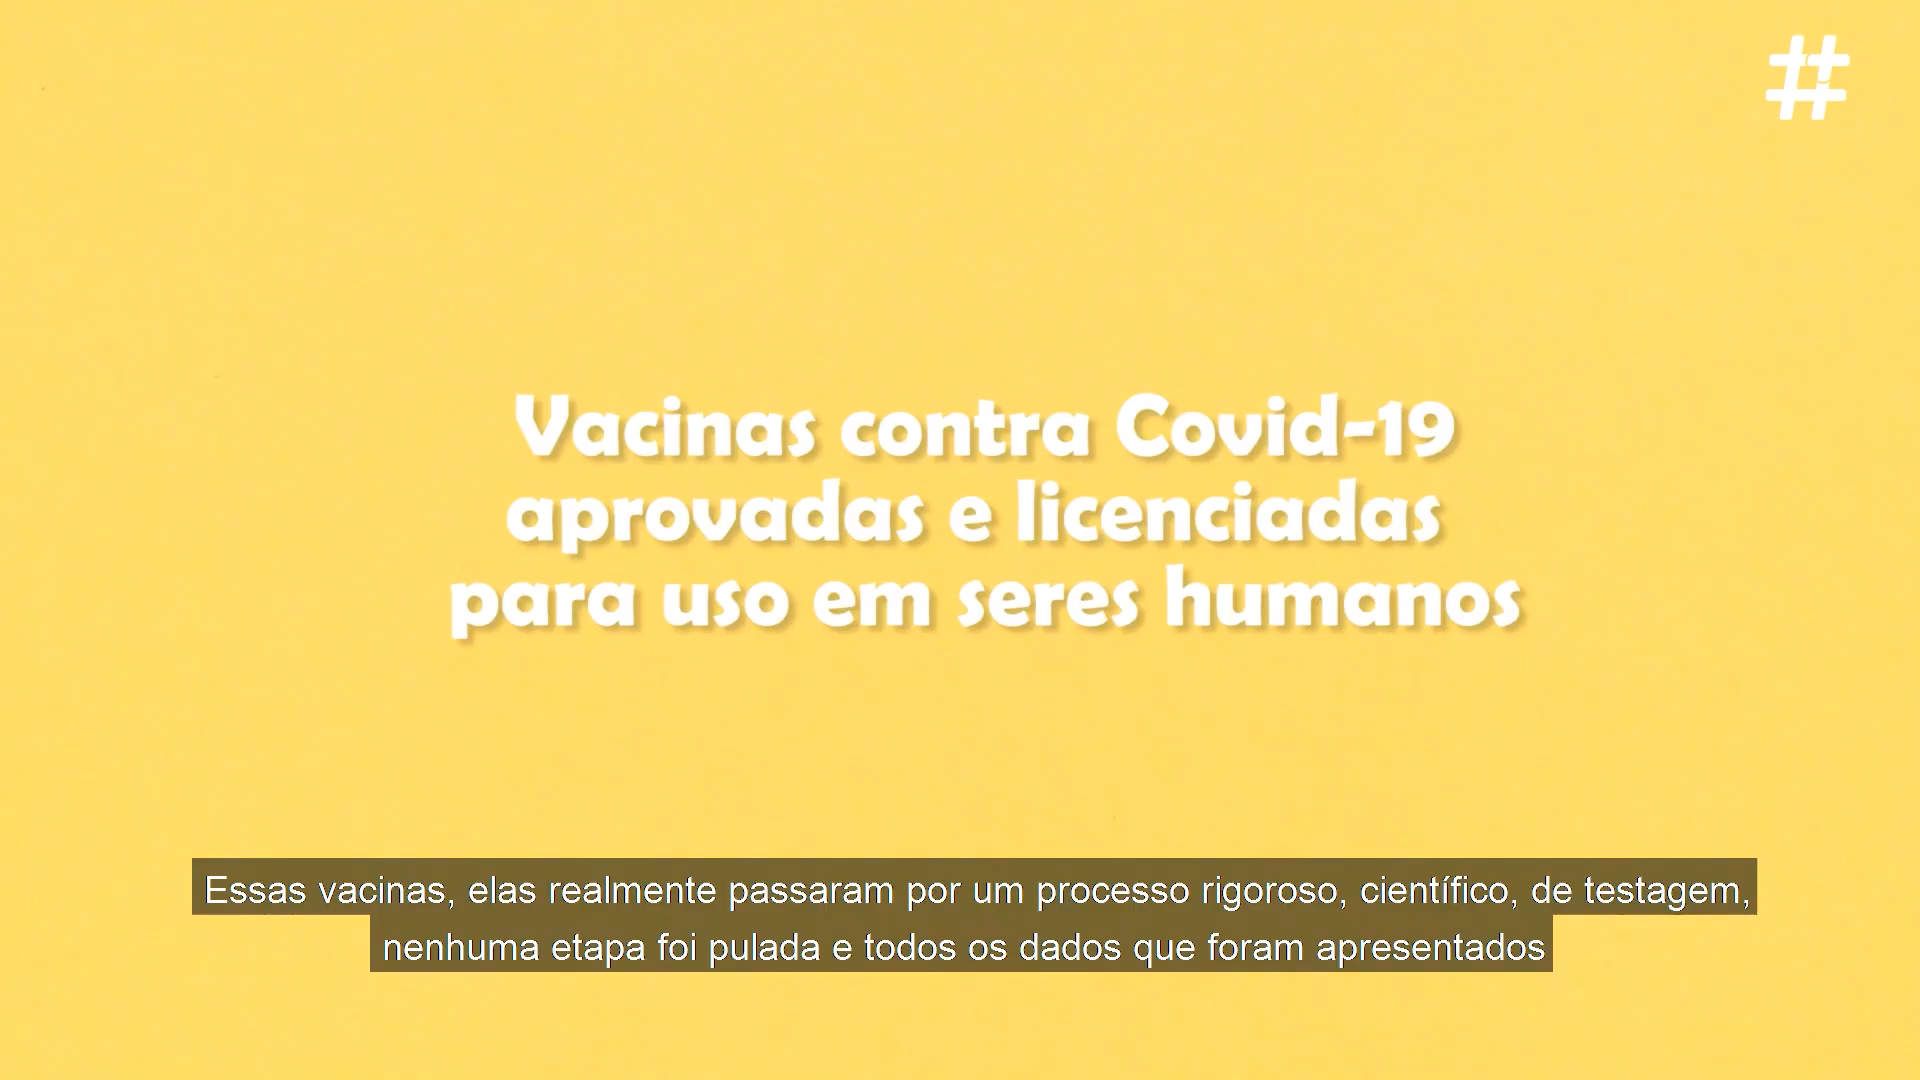 #
Vacinas contra Covid-19
aprovadas e licenciadas
para uso em seres humanos
Essas vacinas, elas realmente passaram por um processo rigoroso, científico, de testagem,
nenhuma etapa foi pulada e todos os dados que foram apresentados